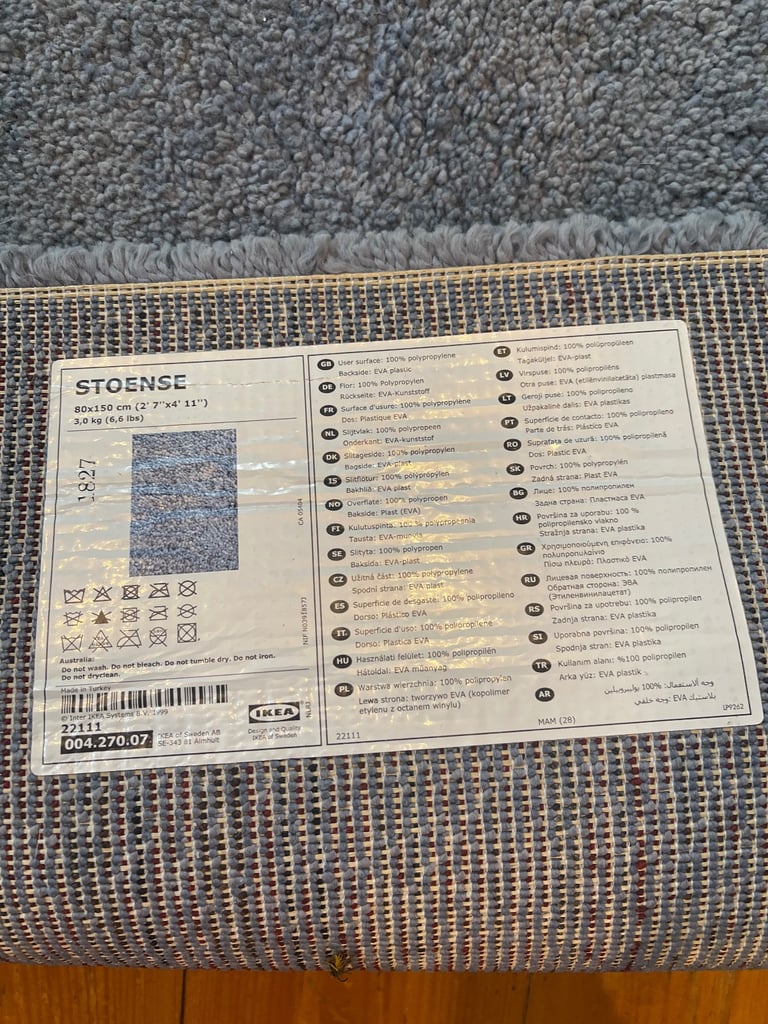 STOENSE
80x150 cm (2' 7''x4' 11'')
3,0 kg (6,6 lbs)
1827
CA 05404
Australia:
Do not wash. Do not bleach. Do not tumble dry. Do not iron.
Do not dryclean.
Made in Turkey
© Inter IKEA Systems B.V. 1999
22111
004.270.07
IKEA of Sweden AB
SE-343 81 Älmhult
IKEA
Design and Quality
IKEA of Sweden
GB User surface: 100% polypropylene
Backside: EVA plastic
DE Flor: 100% Polypropylen
Rückseite: EVA-Kunststoff
FR Surface d'usure: 100% polypropylène
Dos: Plastique EVA
NL Slijtvlak: 100% polypropeen
Onderkant: EVA-kunststof
DK Slitageside: 100% polypropylen
Bagside: EVA-plast
IS Slitflötur: 100% polyprópýlen
Bakhlið: EVA plast
NO Overflate: 100% polypropen
Bakside: Plast (EVA)
FI Kulutuspinta: 100 % polypropeenia
Tausta: EVA-muovia
SE Slityta: 100% polypropen
Baksida: EVA-plast
CZ Užitná část: 100% polypropylene
Spodní strana: EVA plast
ES Superficie de desgaste: 100% polipropileno
Dorso: Plástico EVA
IT Superficie d'uso: 100% polipropilene
Dorso: Plastica EVA
HU Használati felület: 100% polipropilén
Hátoldal: EVA műanyag
PL Warstwa wierzchnia: 100% polipropylen
Lewa strona: tworzywo EVA (kopolimer
etylenu z octanem winylu)
22111
ET Kulumispind: 100% polüpropüleen
Tagaküljel: EVA-plast
LV Virspuse: 100% polipropilēns
Otra puse: EVA (etilēnvinilacetāta) plastmasa
LT Geroji pusė: 100% polipropileno
Užpakalinė dalis: EVA plastikas
PT Superfície de contacto: 100% polipropileno
Parte de trás: Plástico EVA
RO Suprafata de uzură: 100% polipropilenă
Dos: Plastic EVA
SK Povrch: 100% polypropylén
Zadná strana: Plast EVA
BG Лице: 100% полипропилен
Задна страна: Пластмаса EVA
HR Površina za uporabu: 100 %
polipropilensko vlakno
Stražnja strana: EVA plastika
GR Χρησιμοποιούμενη επιφάνεια: 100%
πολυπροπυλαίνιο
Πίσω πλευρά: Πλαστικό EVA
RU Лицевая поверхность: 100% полипропилен
Обратная сторона: ЭВА
(Этиленвинилацетат)
RS Površina za upotrebu: 100% polipropilen
Zadnja strana: EVA plastika
SI Uporabna površina: 100% polipropilen
Spodnja stran: EVA plastika
TR Kullanım alanı: %100 polipropilen
Arka yüz: EVA plastik
AR وجه الاستعمال: 100% بوليبروبيلين
وجه خلفي: EVA بلاستيك
MAM (28)
LP9262